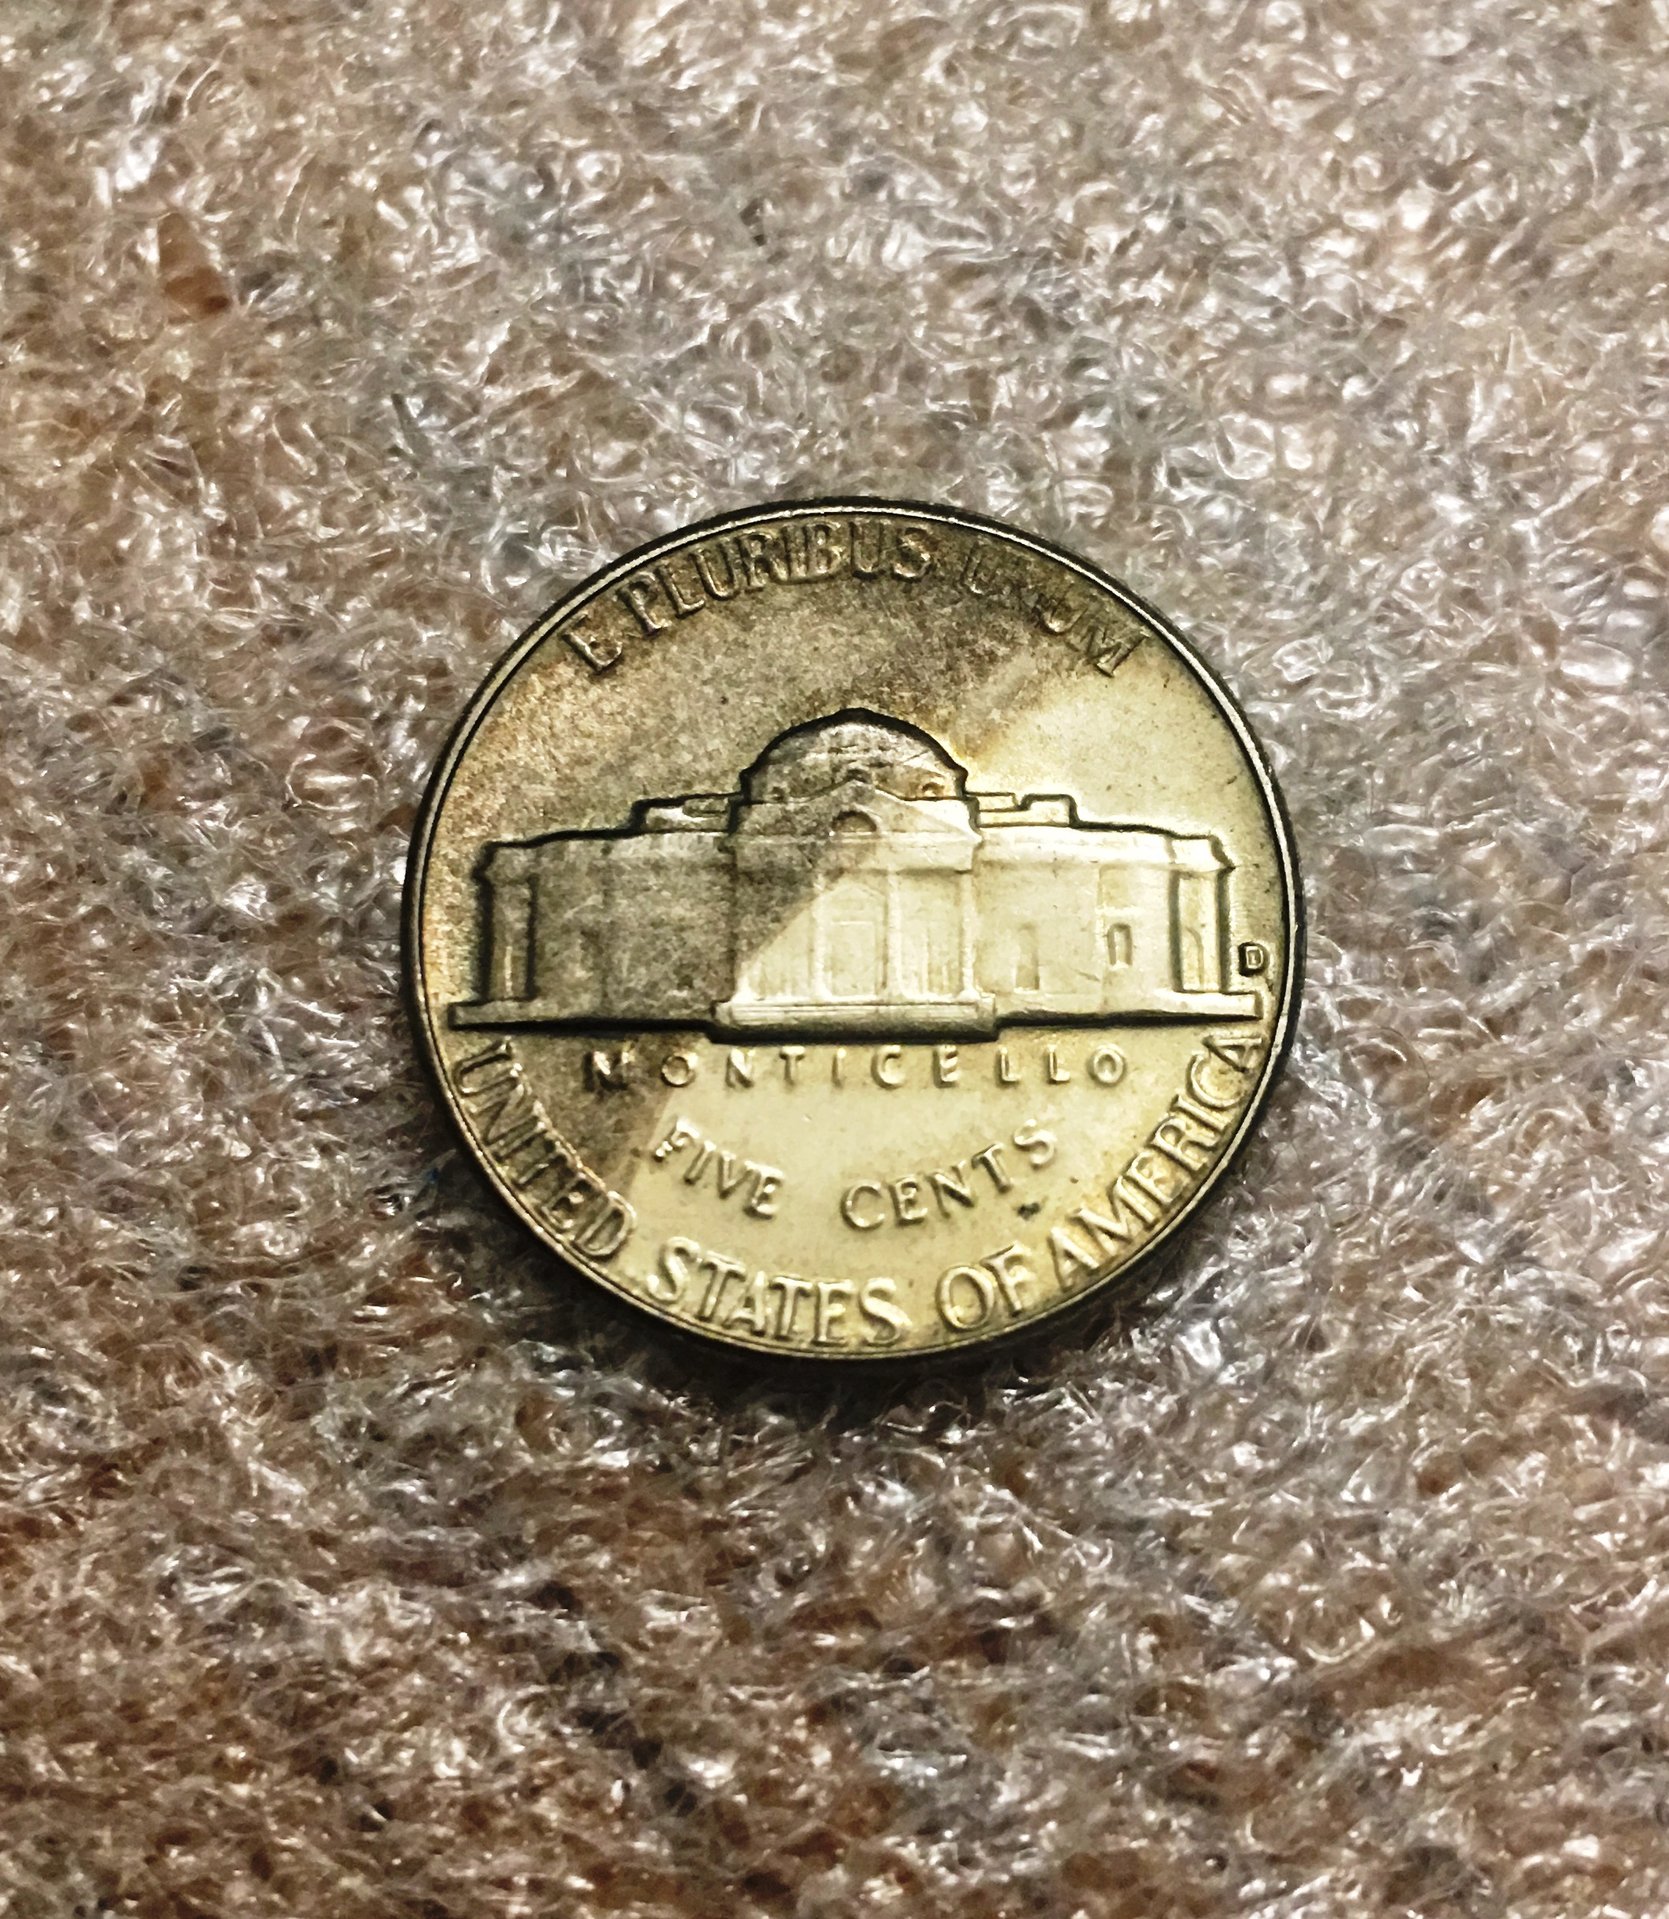 E PLURIBUS UNUM
D
MONTICELLO
FIVE CENTS
UNITED STATES OF AMERICA